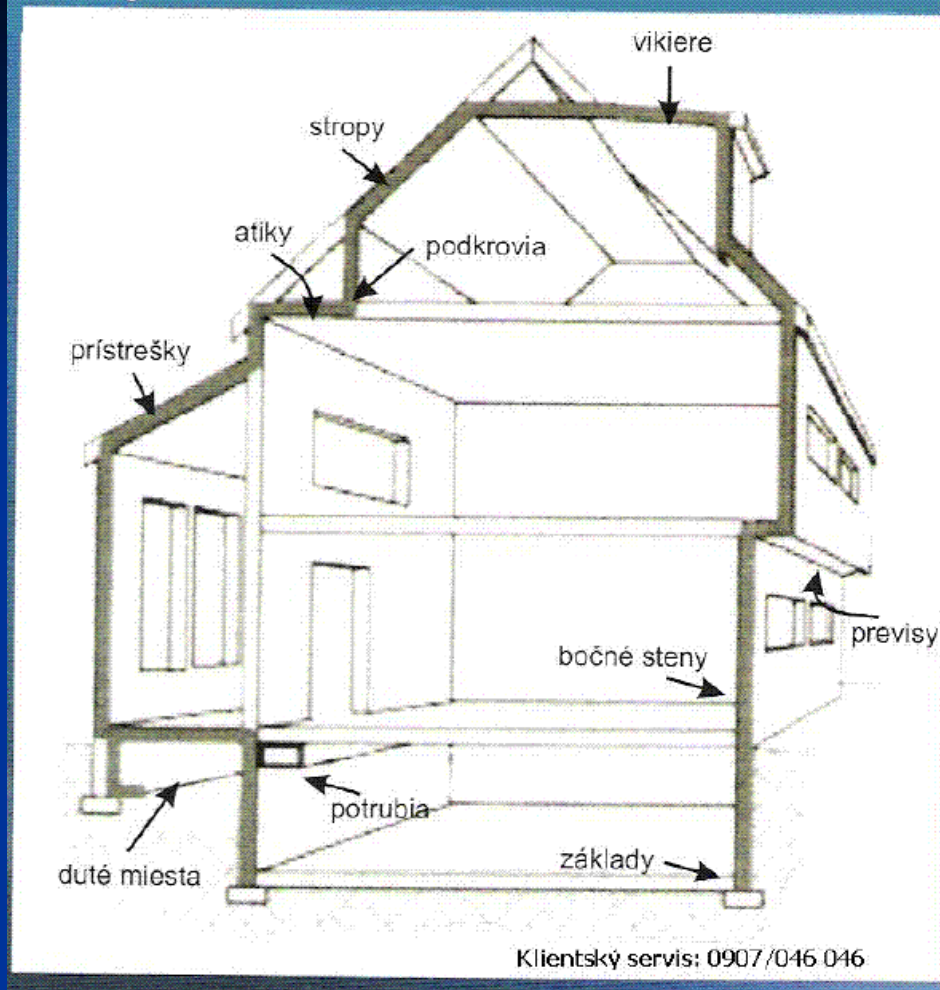 vikiere
stropy
atiky
podkrovia
prístrešky
previsy
bočné steny
potrubia
základy
duté miesta
Klientský servis: 0907/046 046